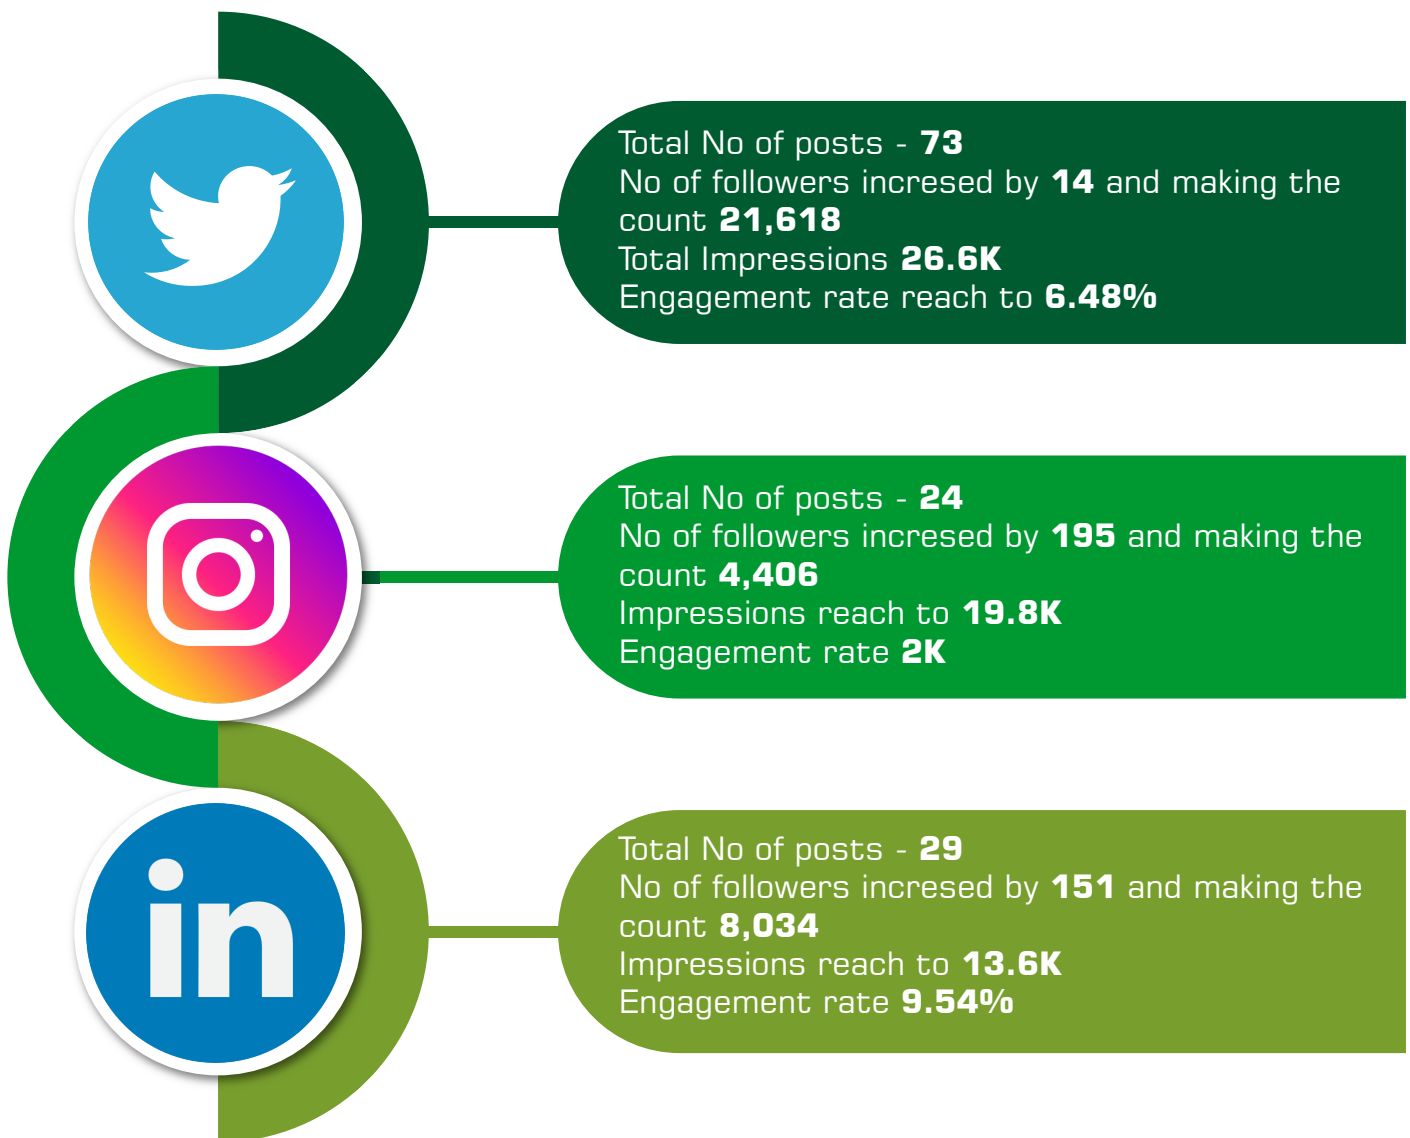 Total No of posts - 73
No of followers incresed by 14 and making the
count 21,618
Total Impressions 26.6K
Engagement rate reach to 6.48%
Total No of posts - 24
No of followers incresed by 195 and making the
count 4,406
Impressions reach to 19.8K
Engagement rate 2K
in
Total No of posts - 29
No of followers incresed by 151 and making the
count 8,034
Impressions reach to 13.6K
Engagement rate 9.54%